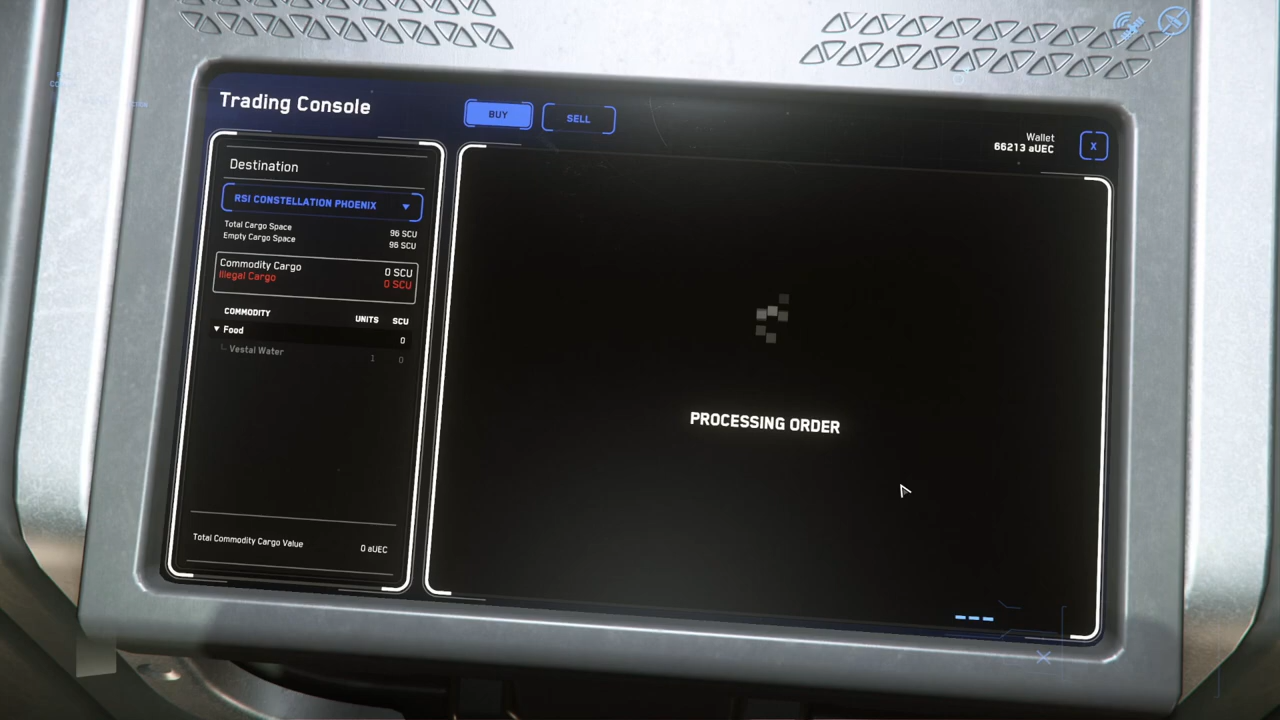 Trading Console
BUY
SELL
Wallet
66213 aUEC
X
Destination
RSI CONSTELLATION PHOENIX
Total Cargo Space 96 SCU
Empty Cargo Space 96 SCU
Commodity Cargo 0 SCU
Illegal Cargo 0 SCU
COMMODITY UNITS SCU
Food 0
Vestal Water 1 0
Total Commodity Cargo Value 0 aUEC
PROCESSING ORDER